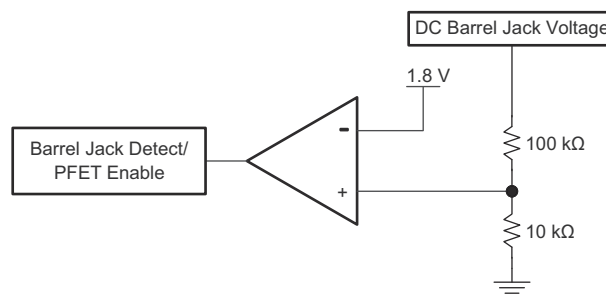 DC Barrel Jack Voltage
1.8 V
-
100 kΩ
Barrel Jack Detect/
PFET Enable
+
10 kΩ